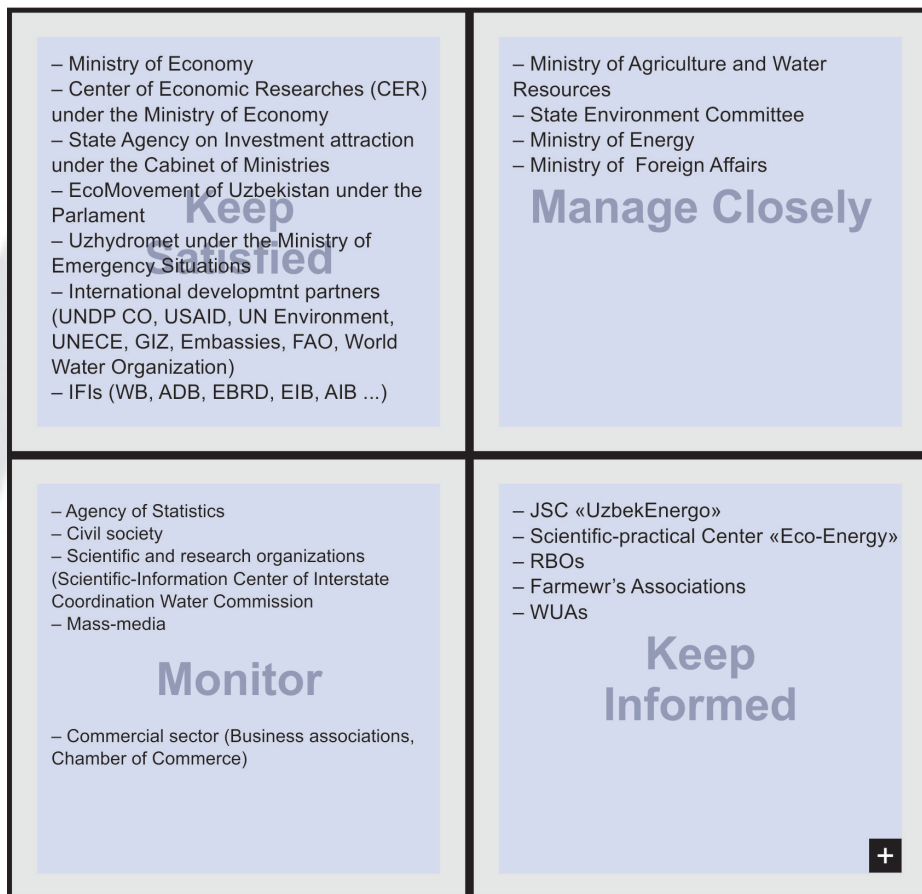 – Ministry of Economy
– Center of Economic Researches (CER)
under the Ministry of Economy
– State Agency on Investment attraction
under the Cabinet of Ministries
– EcoMovement of Uzbekistan under the
Parlament
– Uzhydromet under the Ministry of
Emergency Situations
– International developmtnt partners
(UNDP CO, USAID, UN Environment,
UNECE, GIZ, Embassies, FAO, World
Water Organization)
– IFIs (WB, ADB, EBRD, EIB, AIB ...)
Keep
Satisfied
– Ministry of Agriculture and Water
Resources
– State Environment Committee
– Ministry of Energy
– Ministry of  Foreign Affairs
Manage Closely
– Agency of Statistics
– Civil society
– Scientific and research organizations
(Scientific-Information Center of Interstate
Coordination Water Commission
– Mass-media
Monitor
– Commercial sector (Business associations,
Chamber of Commerce)
– JSC «UzbekEnergo»
– Scientific-practical Center «Eco-Energy»
– RBOs
– Farmewr's Associations
– WUAs
Keep
Informed
+